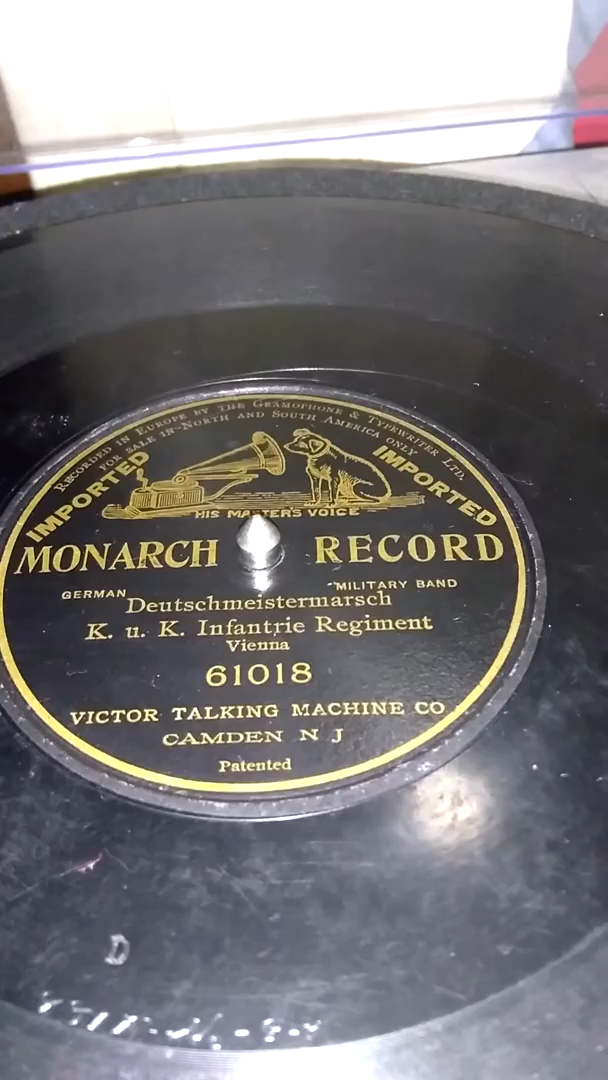 RECORDED IN EUROPE BY THE GRAMOPHONE & TYPEWRITER LTD,
FOR SALE IN NORTH AND SOUTH AMERICA ONLY
IMPORTED IMPORTED
HIS MASTER'S VOICE
MONARCH RECORD
GERMAN MILITARY BAND
Deutschmeistermarsch
K. u. K. Infantrie Regiment
Vienna
61018
VICTOR TALKING MACHINE CO
CAMDEN N J
Patented
D